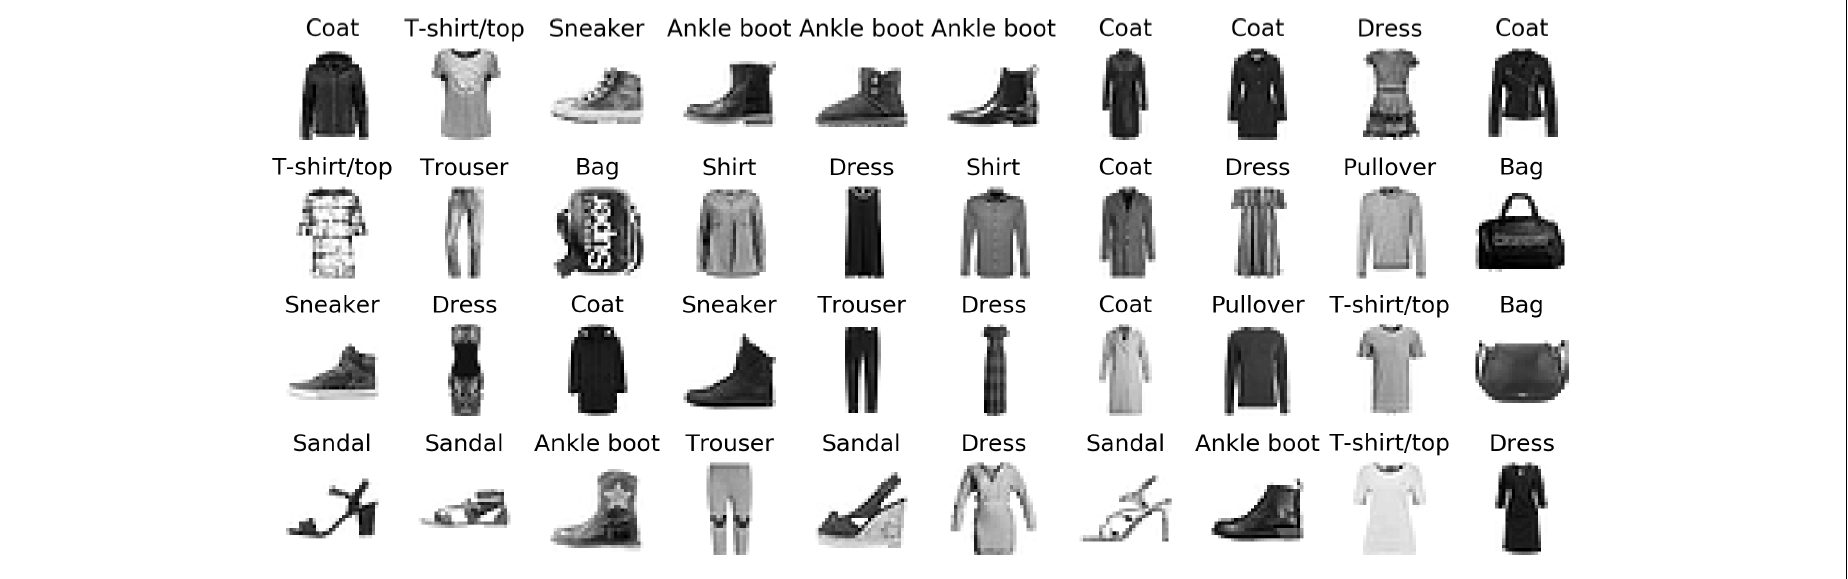 Coat T-shirt/top Sneaker Ankle boot Ankle boot Ankle boot Coat Coat Dress Coat
T-shirt/top Trouser Bag Shirt Dress Shirt Coat Dress Pullover Bag
Sneaker Dress Coat Sneaker Trouser Dress Coat Pullover T-shirt/top Bag
Sandal Sandal Ankle boot Trouser Sandal Dress Sandal Ankle boot T-shirt/top Dress